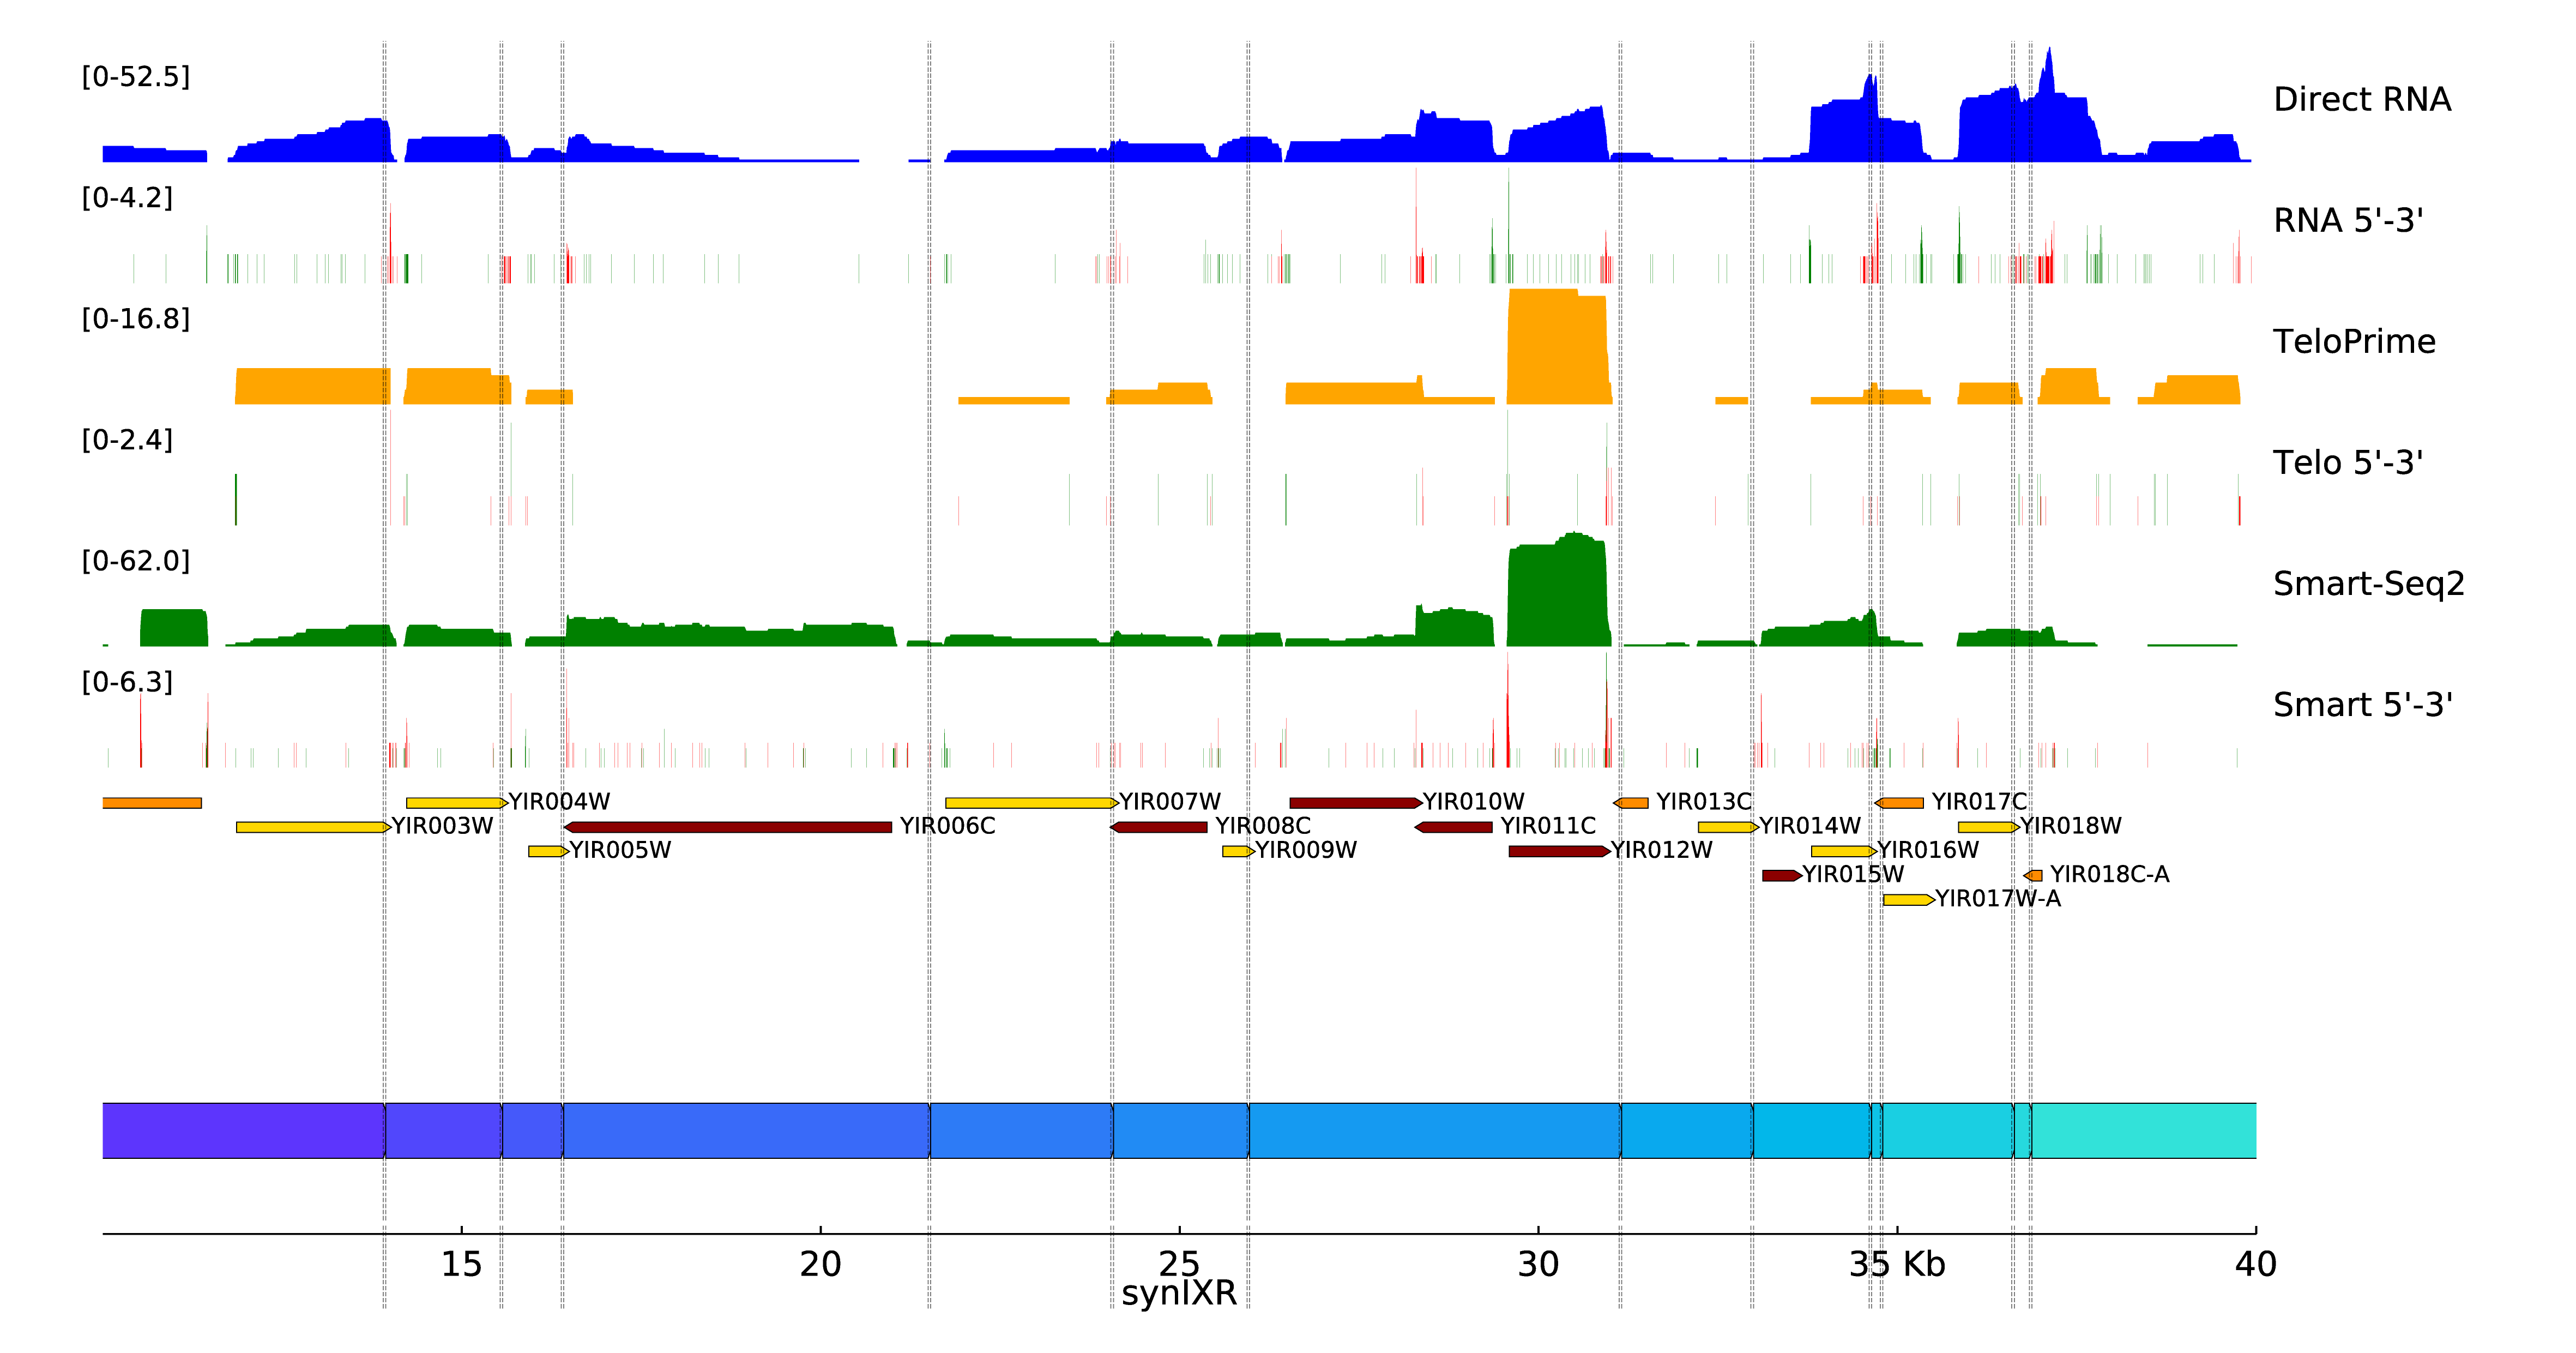 [0-52.5]
Direct RNA
[0-4.2]
RNA 5'-3'
[0-16.8]
TeloPrime
[0-2.4]
Telo 5'-3'
[0-62.0]
Smart-Seq2
[0-6.3]
Smart 5'-3'
YIR004W YIR007W YIR010W YIR013C YIR017C
YIR003W YIR006C YIR008C YIR011C YIR014W YIR018W
YIR005W YIR009W YIR012W YIR016W
YIR015W YIR018C-A
YIR017W-A
15 20 25 30 35 Kb 40
synIXR